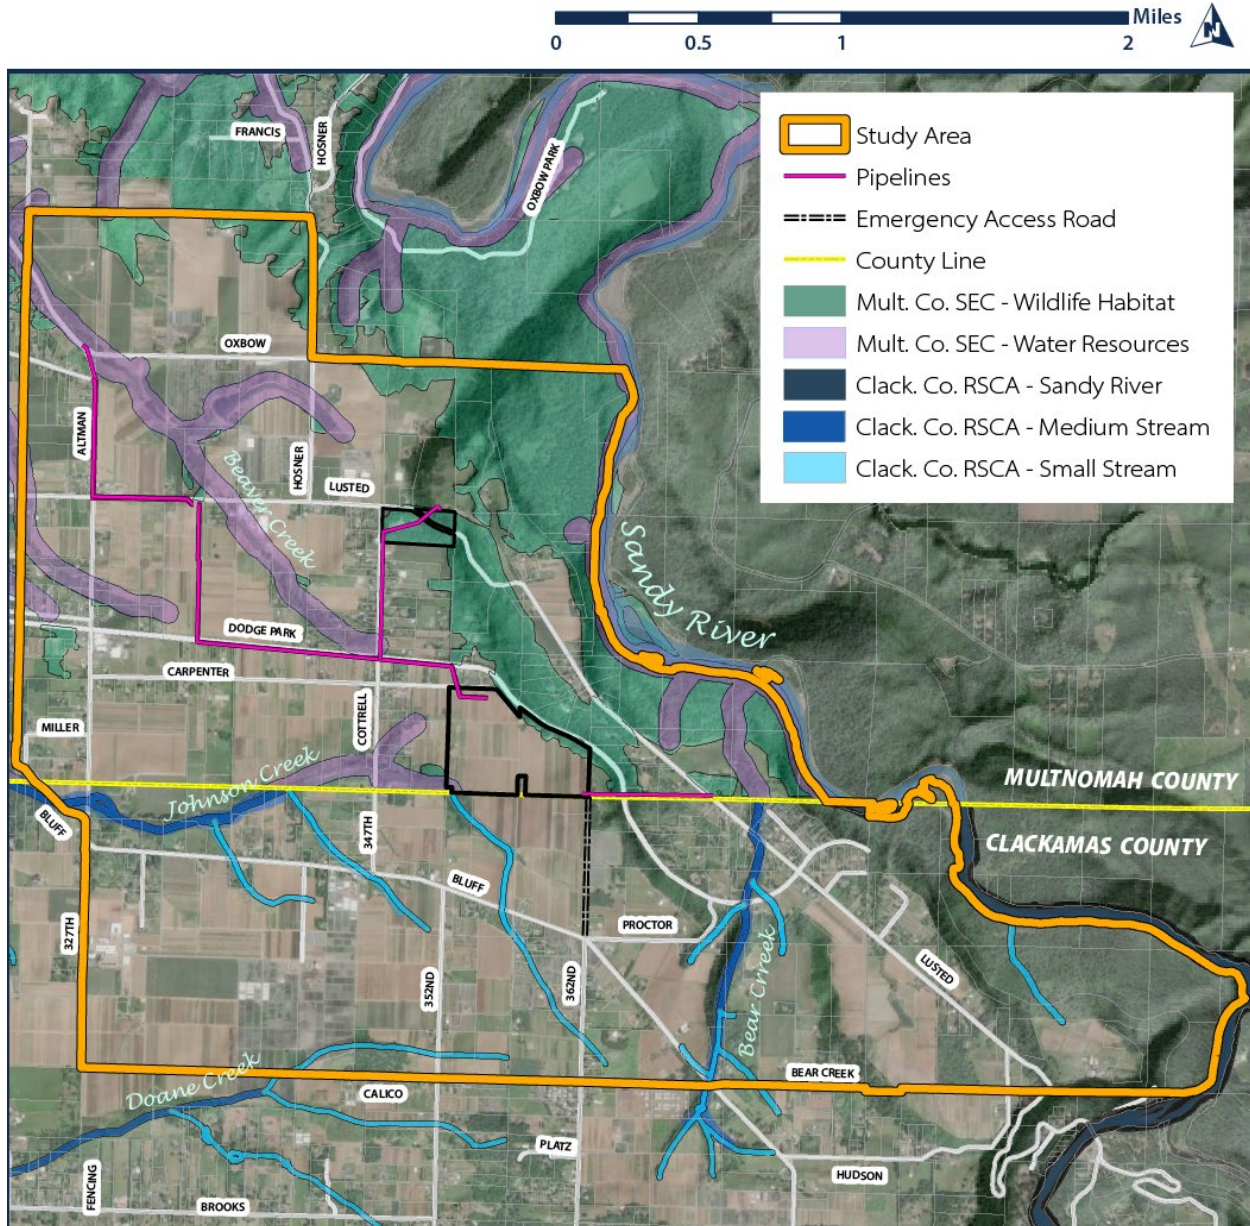 Miles
N
0 0.5 1 2
Study Area
Pipelines
Emergency Access Road
County Line
Mult. Co. SEC - Wildlife Habitat
Mult. Co. SEC - Water Resources
Clack. Co. RSCA - Sandy River
Clack. Co. RSCA - Medium Stream
Clack. Co. RSCA - Small Stream
FRANCIS
HOSNER
OXBOW PARK
OXBOW
ALTMAN
HOSNER
LUSTED
Beaver Creek
Sandy River
DODGE PARK
CARPENTER
COTTRELL
MILLER
Johnson Creek
MULTNOMAH COUNTY
CLACKAMAS COUNTY
BLUFF
347TH
BLUFF
327TH
PROCTOR
352ND
362ND
LUSTED
Bear Creek
BEAR CREEK
Doane Creek
CALICO
PLATZ
HUDSON
FENCING
BROOKS